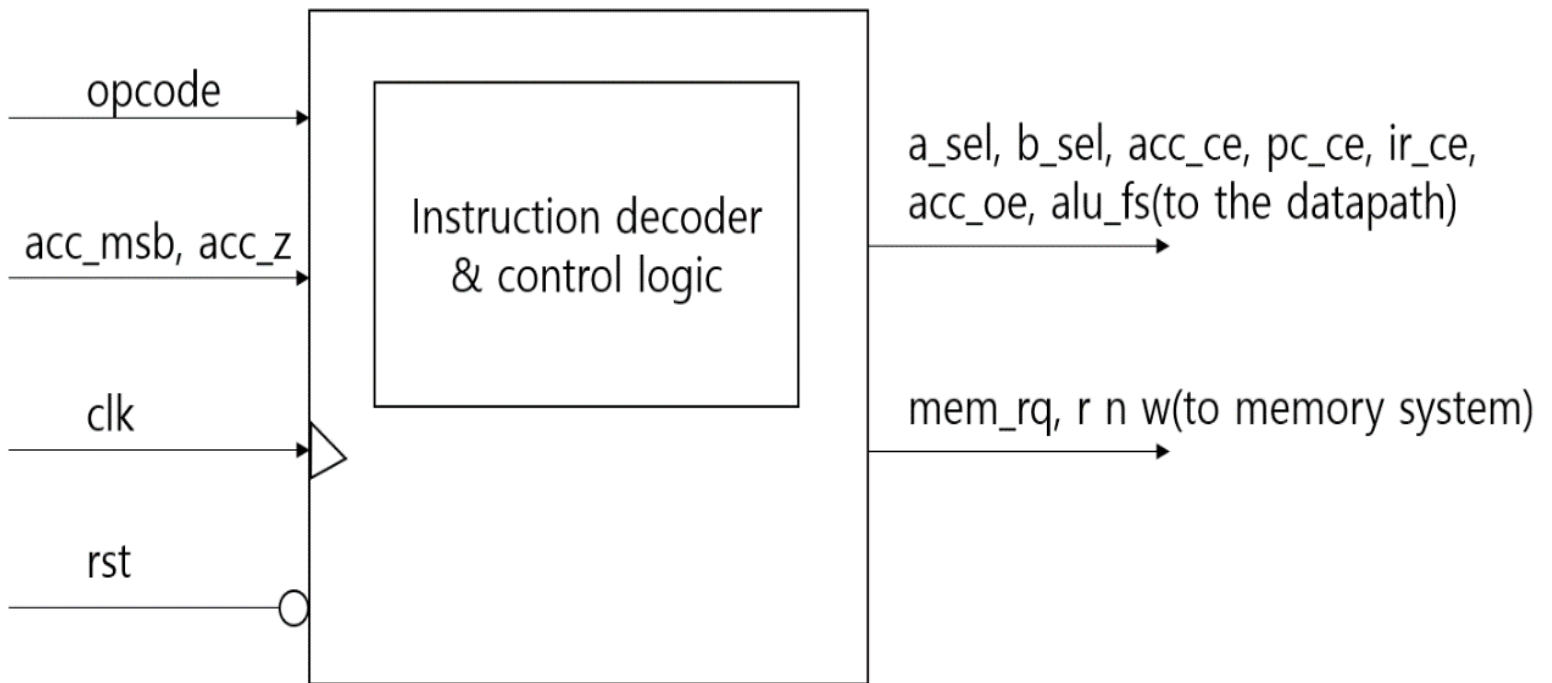 opcode
acc_msb, acc_z
clk
rst
Instruction decoder
& control logic
a_sel, b_sel, acc_ce, pc_ce, ir_ce,
acc_oe, alu_fs(to the datapath)
mem_rq, r n w(to memory system)